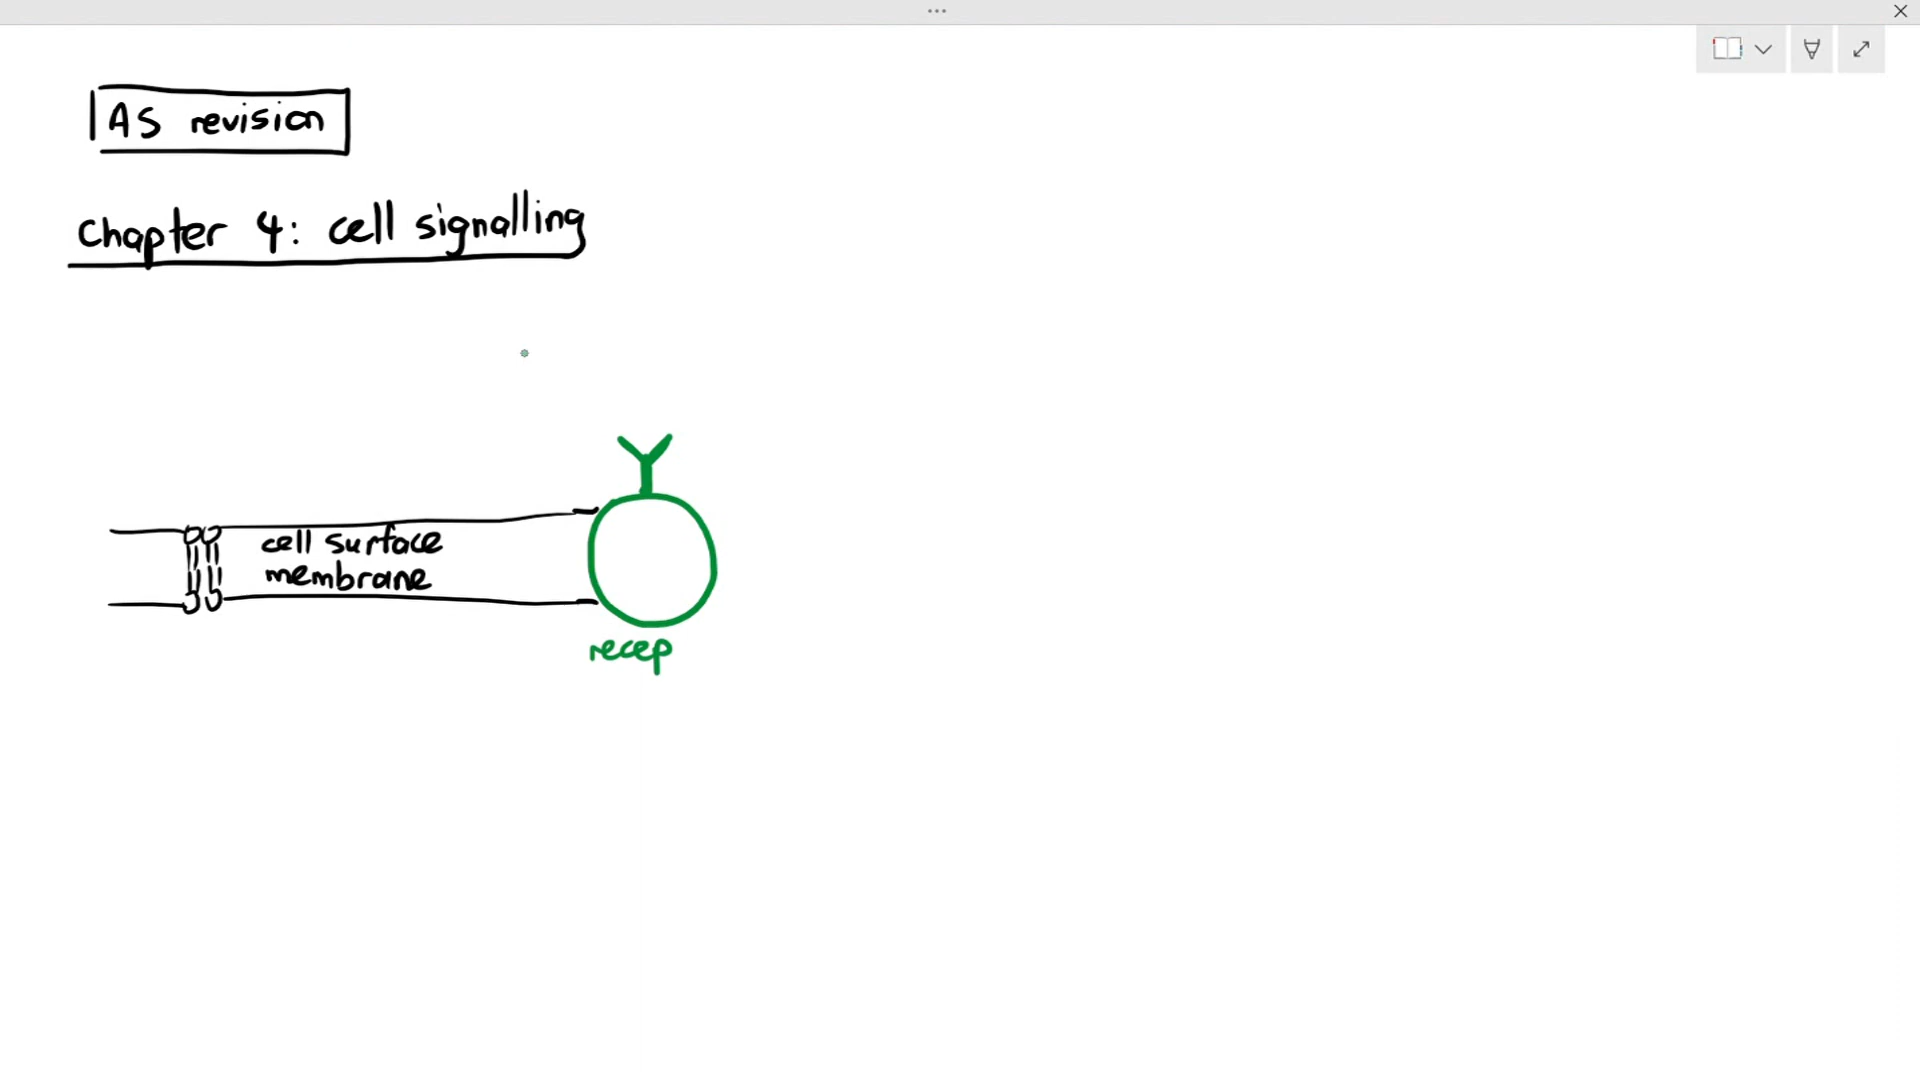 AS revision
Chapter 4: cell signalling
cell surface
membrane
recep